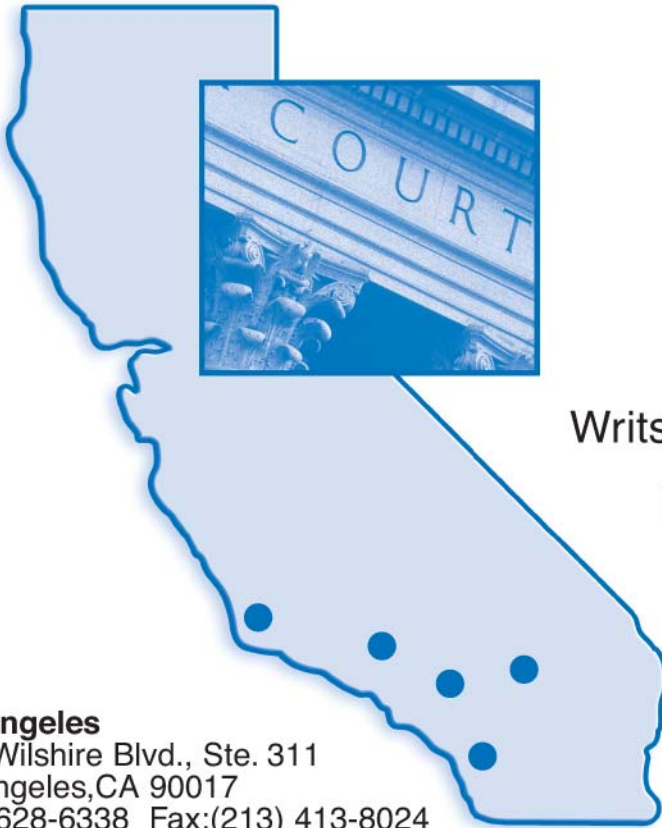 COURT
Writs
ngeles
Wilshire Blvd., Ste. 311
ngeles,CA 90017
628-6338 Fax:(213) 413-8024